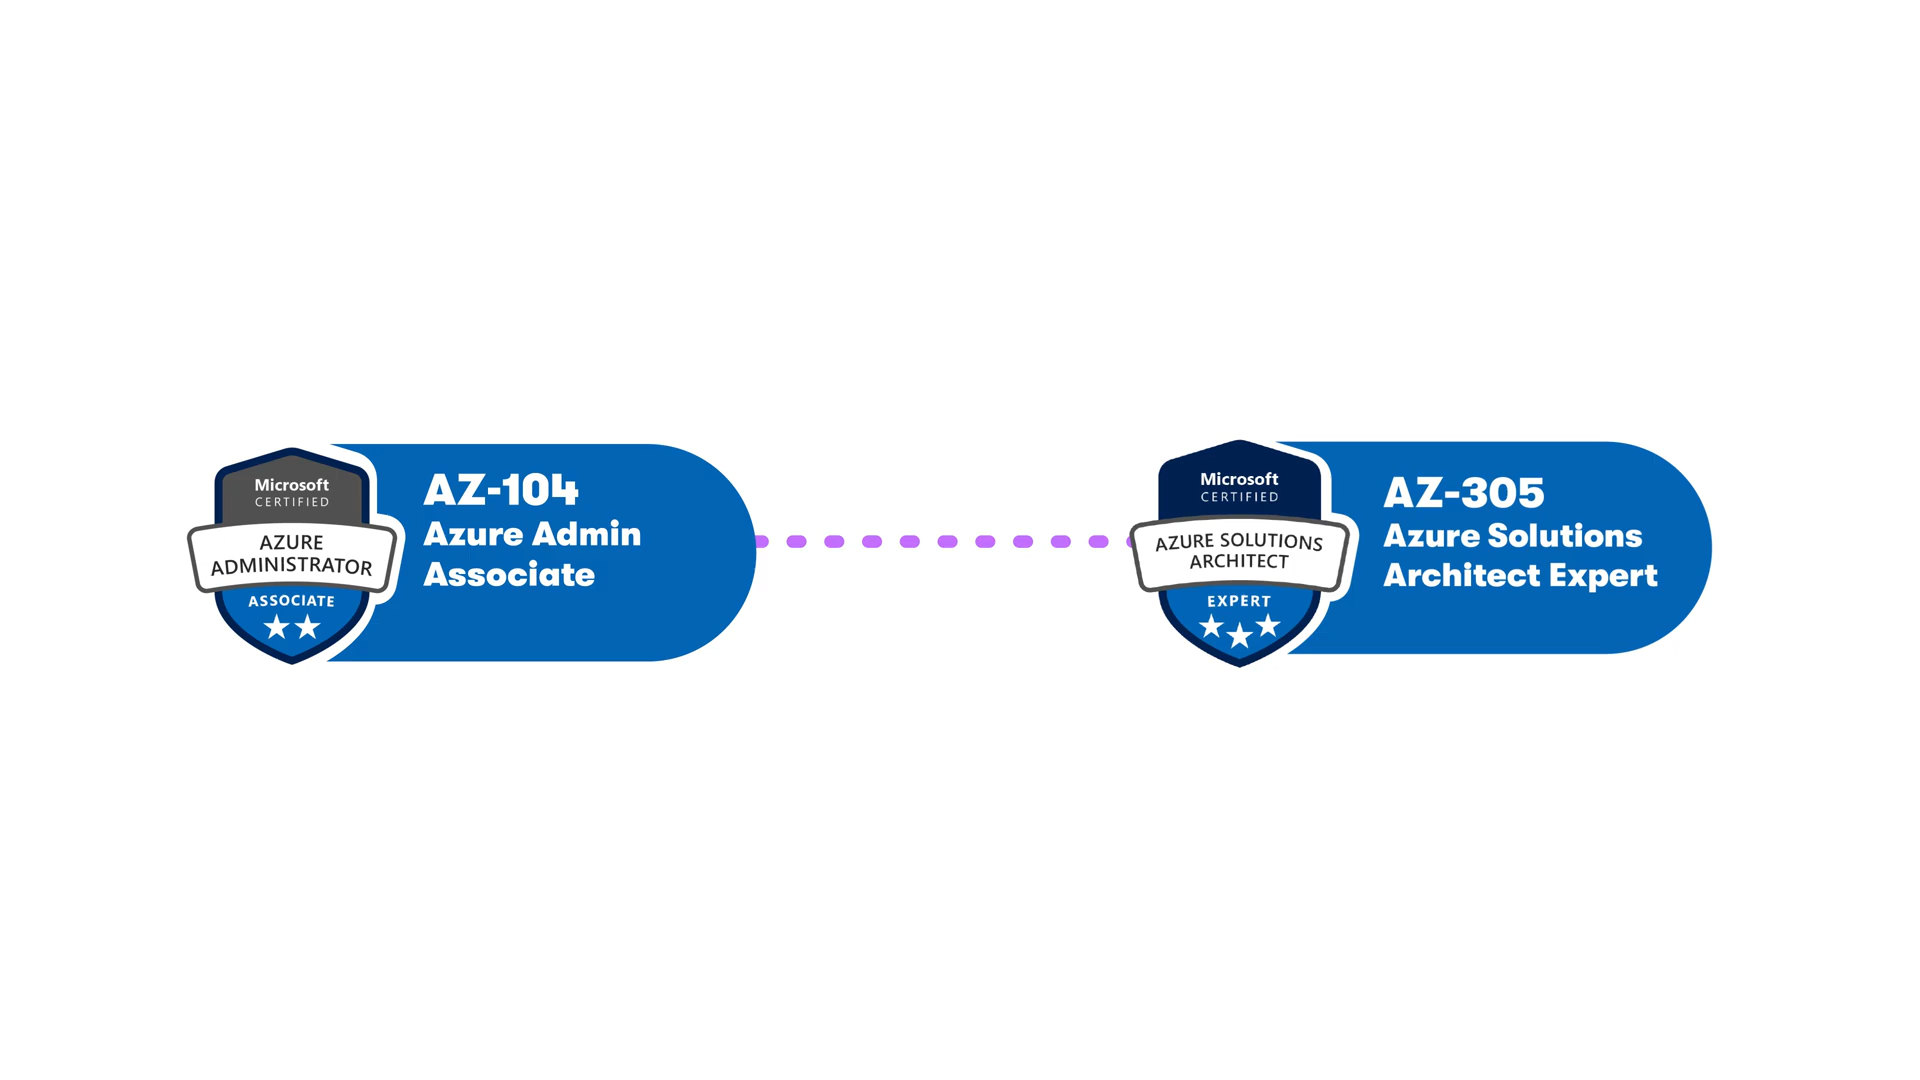 Microsoft
CERTIFIED
AZURE
ADMINISTRATOR
ASSOCIATE
AZ-104
Azure Admin
Associate
Microsoft
CERTIFIED
AZURE SOLUTIONS
ARCHITECT
EXPERT
AZ-305
Azure Solutions
Architect Expert